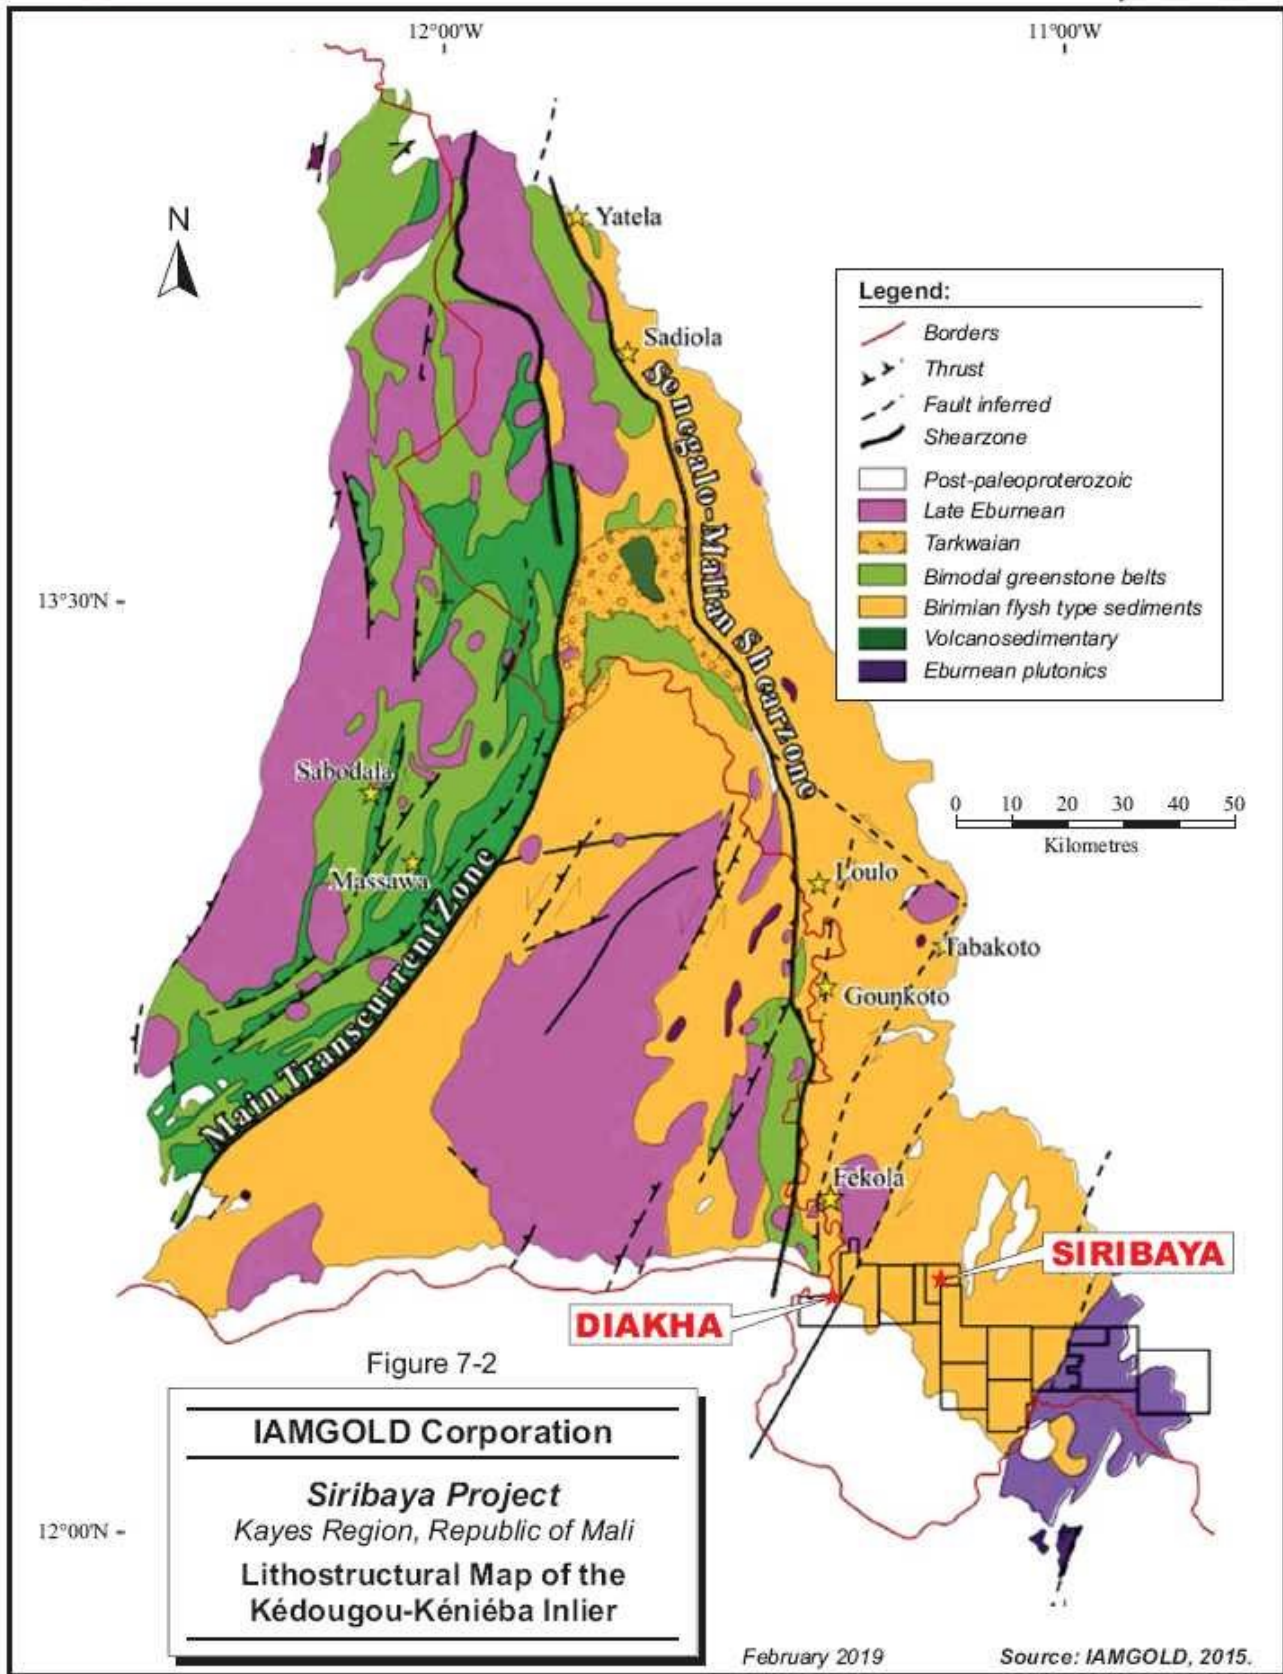 12°00'W
11°00'W
N
Yatela
Sadiola
Senegalo-Malian Shearzone
Legend:
Borders
Thrust
Fault inferred
Shearzone
Post-paleoproterozoic
Late Eburnean
Tarkwaian
Bimodal greenstone belts
Birimian flysh type sediments
Volcanosedimentary
Eburnean plutonics
13°30'N
Sabodala
0 10 20 30 40 50
Kilometres
Massawa
Loulo
Main Transcurrent Zone
Tabakoto
Gounkoto
Fekola
SIRIBAYA
DIAKHA
Figure 7-2
IAMGOLD Corporation
Siribaya Project
Kayes Region, Republic of Mali
Lithostructural Map of the
Kédougou-Kéniéba Inlier
12°00'N
February 2019
Source: IAMGOLD, 2015.